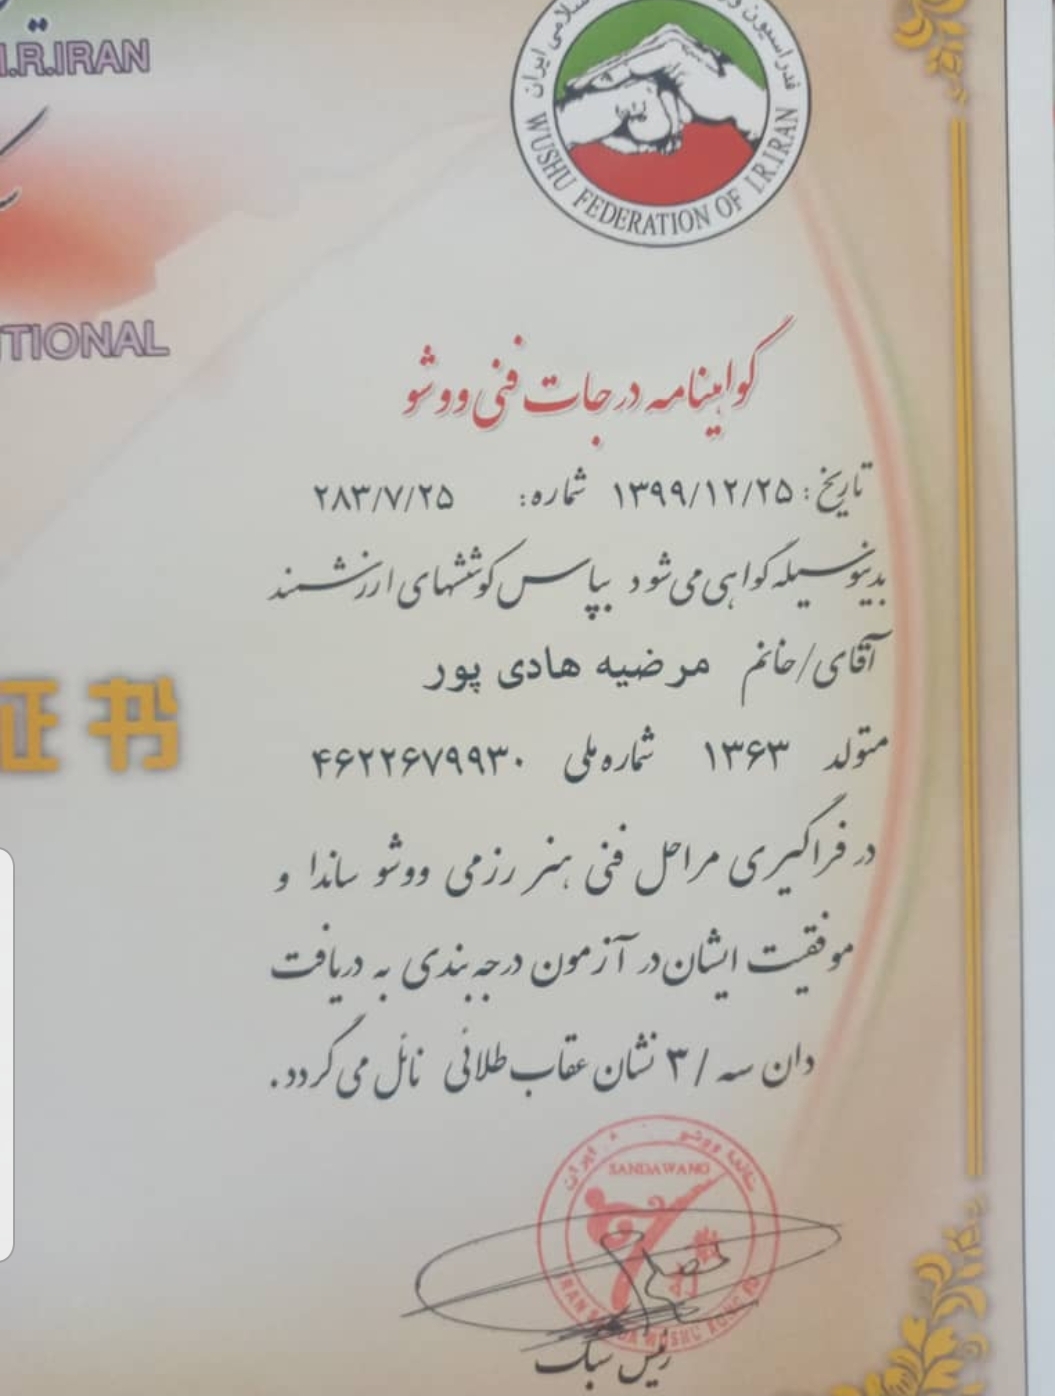 I.R.IRAN
فدراسیون
اسلامی ایران
WUSHU FEDERATION OF I.R.IRAN
TIONAL
گواهینامه درجات فنی ووشو
تاریخ: ۱۳۹۹/۱۲/۲۵ شماره: ۲۸۳/۷/۲۵
بدینوسیله گواهی می شود بپاس کوششهای ارزشمند
آقای/خانم مرضیه هادی پور
证书
متولد ۱۳۶۳ شماره ملی ۴۶۲۲۶۷۹۹۳۰
در فراگیری مراحل فنی هنر رزمی ووشو ساندا و
موفقیت ایشان در آزمون درجه بندی به دریافت
دان سه / ۳ نشان عقاب طلائی نائل می گردد.
ووشو
ایران
SANDAWANG
رئیس سبک